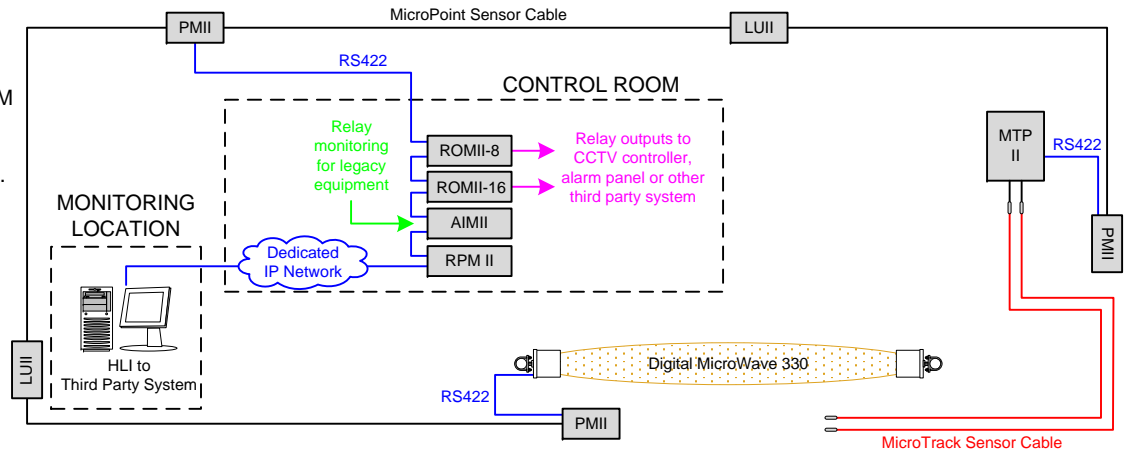 MicroPoint Sensor Cable
PMII
LUII
RS422
CONTROL ROOM
M
.
Relay
monitoring
for legacy
equipment
ROMII-8
ROMII-16
AIMII
RPM II
Relay outputs to
CCTV controller,
alarm panel or other
third party system
MTP
II
RS422
PMII
MONITORING
LOCATION
Dedicated
IP Network
HLI to
Third Party System
LUII
Digital MicroWave 330
RS422
PMII
MicroTrack Sensor Cable